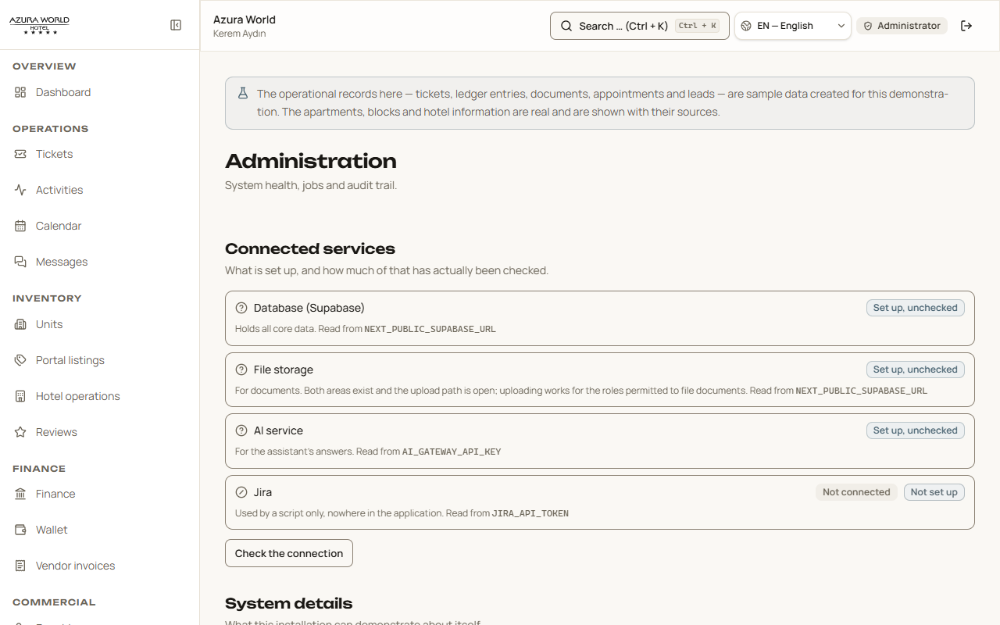 AZURA WORLD
HOTEL
OVERVIEW
Dashboard
OPERATIONS
Tickets
Activities
Calendar
Messages
INVENTORY
Units
Portal listings
Hotel operations
Reviews
FINANCE
Finance
Wallet
Vendor invoices
COMMERCIAL
Azura World
Kerem Aydın
Search … (Ctrl + K) Ctrl + K
EN — English
Administrator
The operational records here — tickets, ledger entries, documents, appointments and leads — are sample data created for this demonstra-
tion. The apartments, blocks and hotel information are real and are shown with their sources.
Administration
System health, jobs and audit trail.
Connected services
What is set up, and how much of that has actually been checked.
Database (Supabase) Set up, unchecked
Holds all core data. Read from NEXT_PUBLIC_SUPABASE_URL
File storage Set up, unchecked
For documents. Both areas exist and the upload path is open; uploading works for the roles permitted to file documents. Read from NEXT_PUBLIC_SUPABASE_URL
AI service Set up, unchecked
For the assistant's answers. Read from AI_GATEWAY_API_KEY
Jira Not connected Not set up
Used by a script only, nowhere in the application. Read from JIRA_API_TOKEN
Check the connection
System details
What this installation can demonstrate about itself.